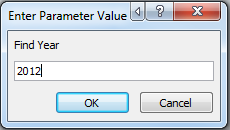 Enter Parameter Value
Find Year
2012
OK
Cancel